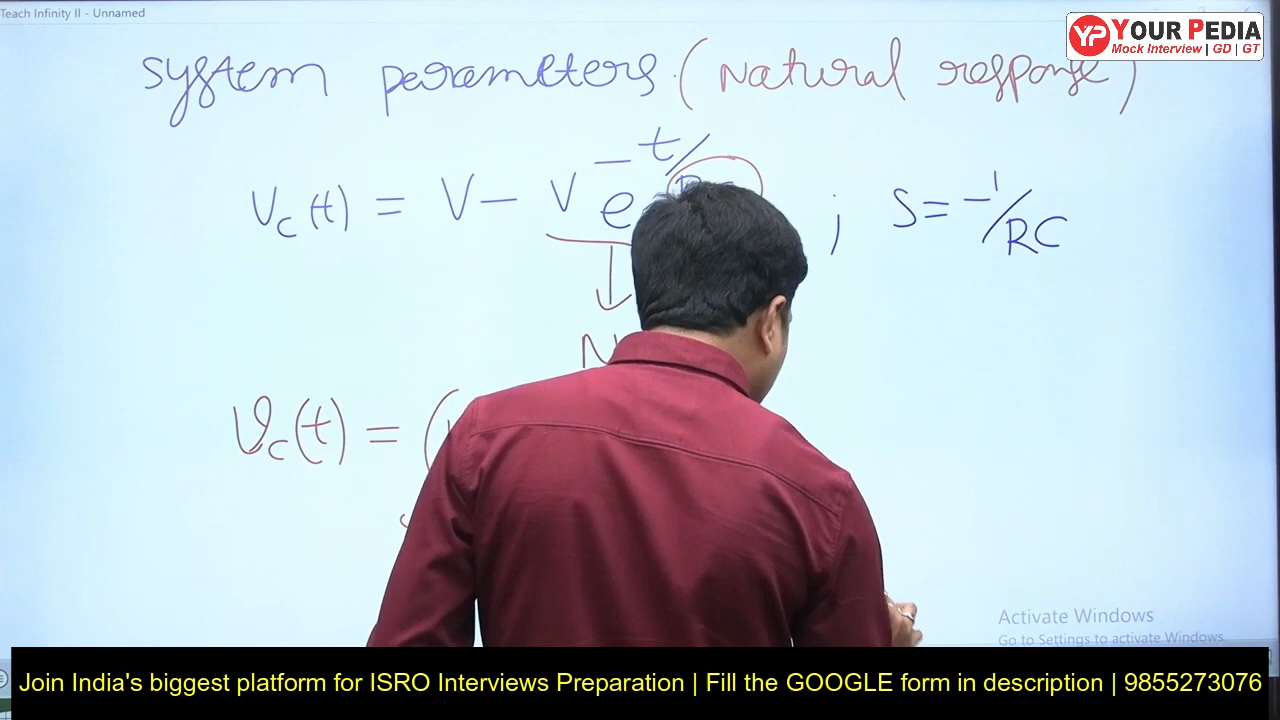 Teach Infinity II - Unnamed
YOUR PEDIA
Mock Interview | GD | GT
System parameters. (Natural response)
Vc(t) = V - V e^-t/ ; S = -1/RC
N
Vc(t) = (
Activate Windows
Go to Settings to activate Windows.
Join India's biggest platform for ISRO Interviews Preparation | Fill the GOOGLE form in description | 9855273076